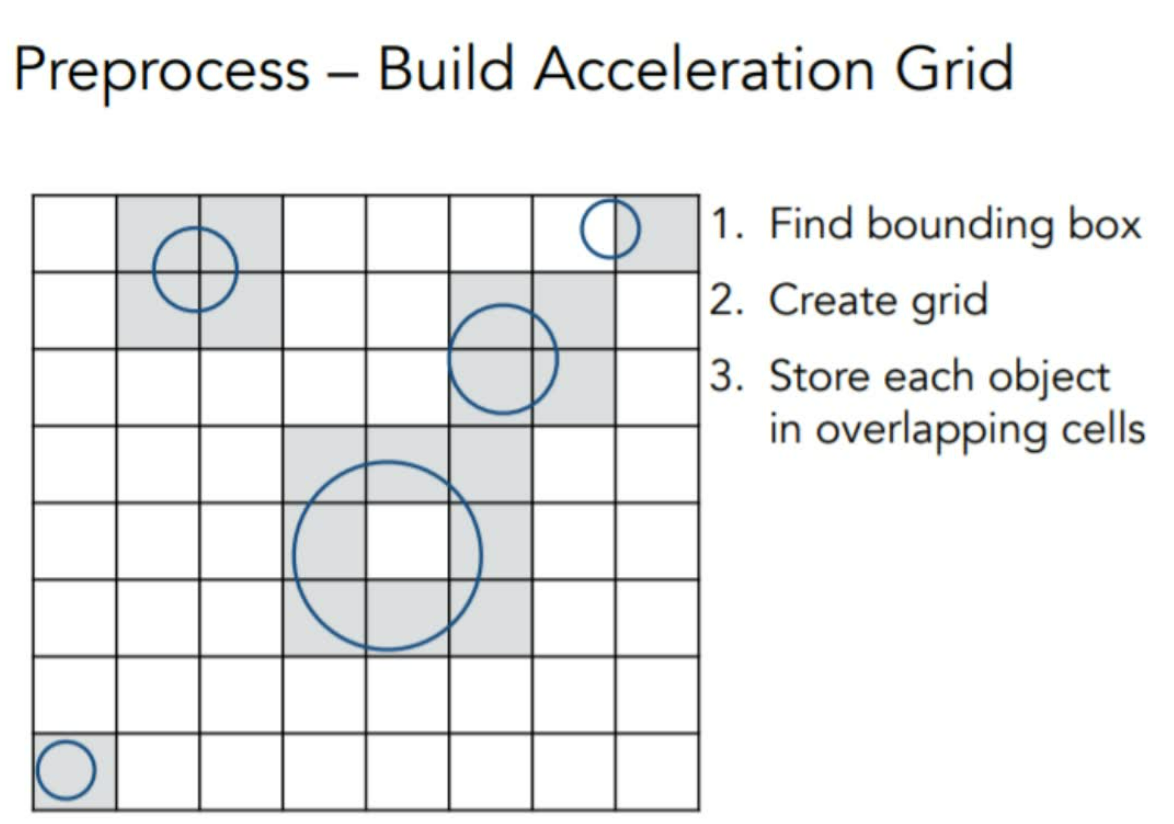 Preprocess – Build Acceleration Grid
1. Find bounding box
2. Create grid
3. Store each object
in overlapping cells